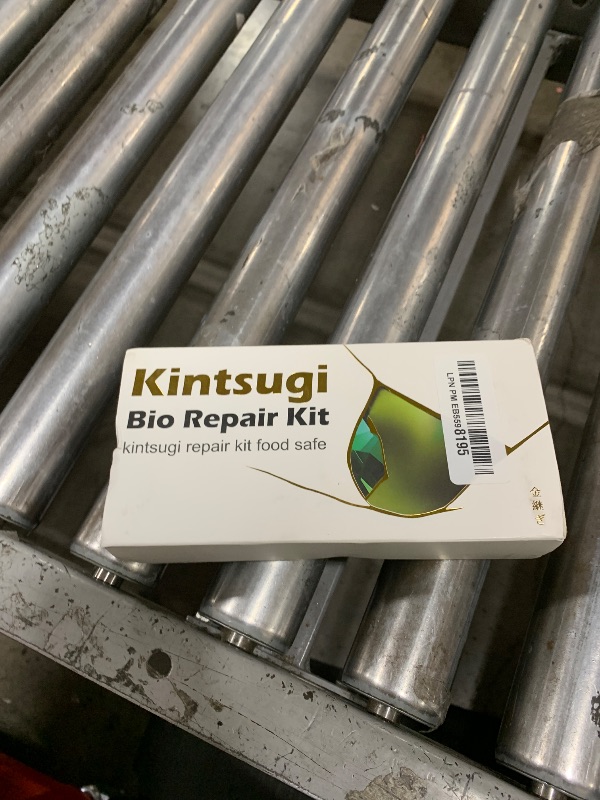 Kintsugi
Bio Repair Kit
kintsugi repair kit food safe
LPN PM EB5598195
金継ぎ